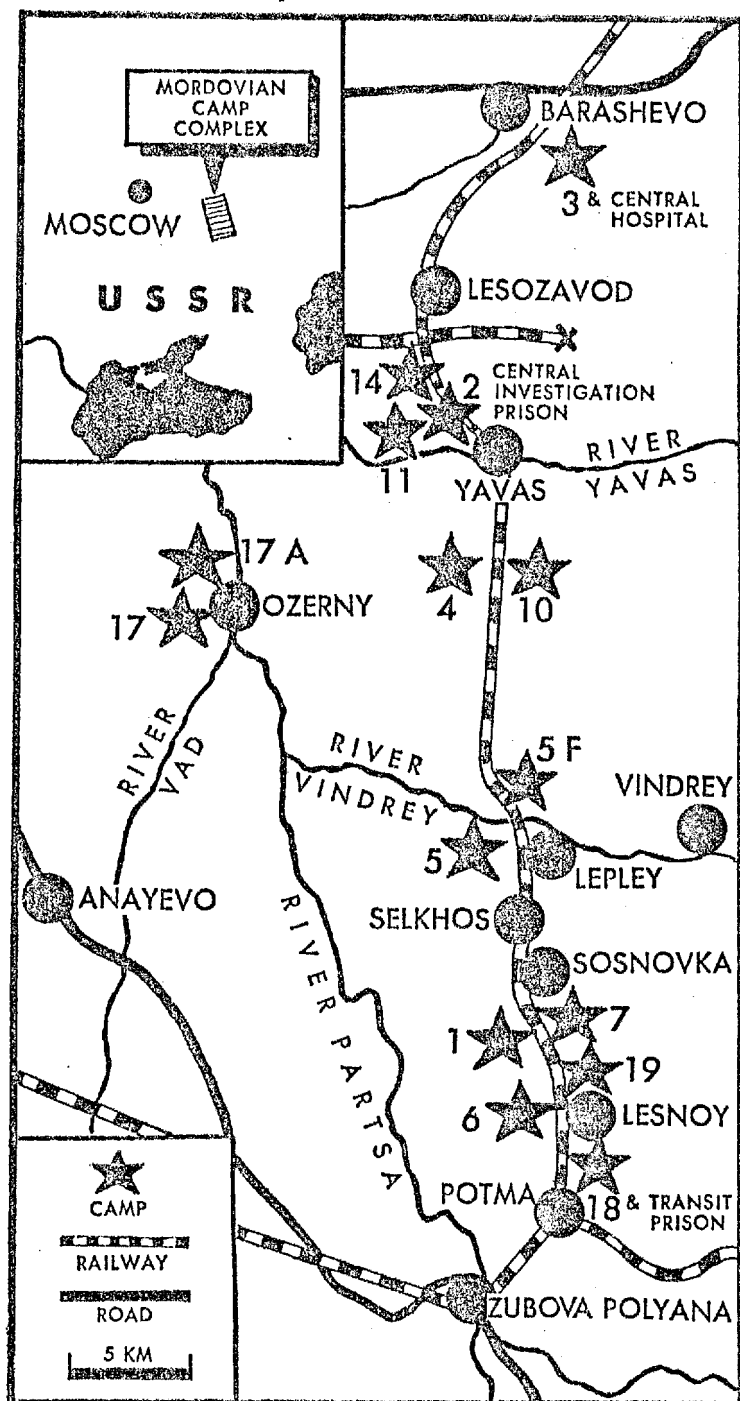 MORDOVIAN
CAMP
COMPLEX
MOSCOW
USSR
BARASHEVO
3 & CENTRAL
HOSPITAL
LESOZAVOD
14
2 CENTRAL
INVESTIGATION
PRISON
11
YAVAS
RIVER
YAVAS
17 A
OZERNY
17
4
10
RIVER
VAD
RIVER
VINDREY
5 F
VINDREY
5
LEPLEY
ANAYEVO
SELKHOS
RIVER PARTSA
SOSNOVKA
1
7
19
6
LESNOY
POTMA
18 & TRANSIT
PRISON
ZUBOVA POLYANA
CAMP
RAILWAY
ROAD
5 KM